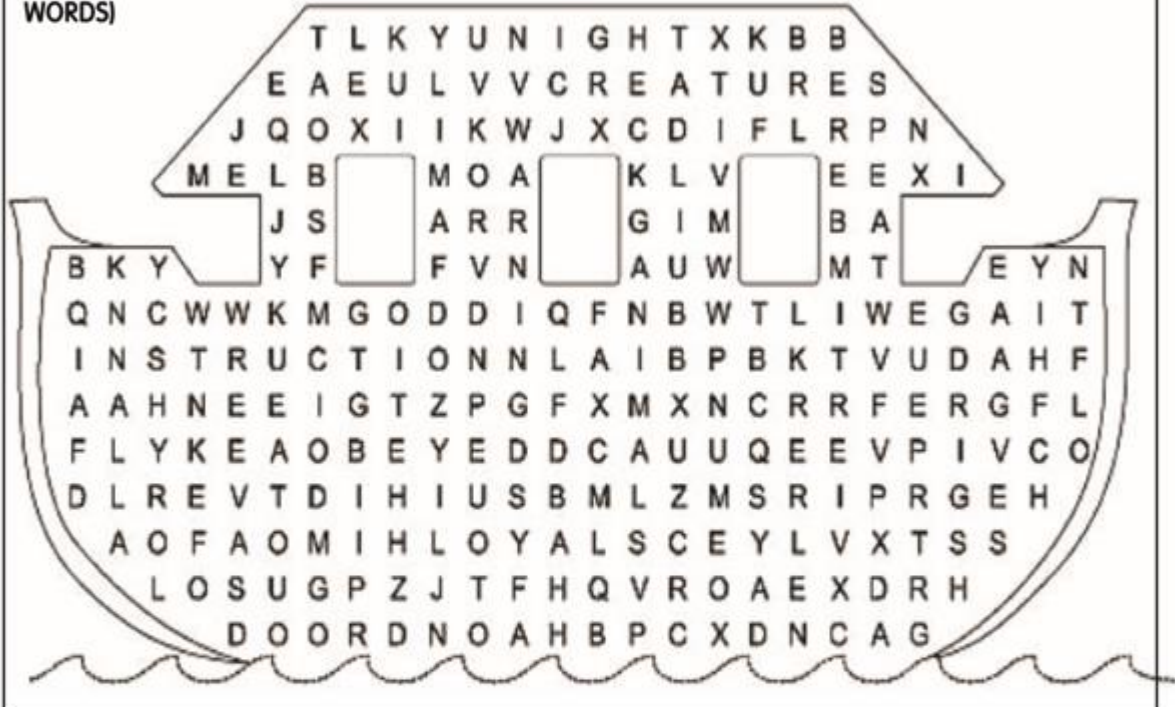 WORDS)
T L K Y U N I G H T X K B B
E A E U L V V C R E A T U R E S
J Q O X I I K W J X C D I F L R P N
M E L B M O A K L V E E X I
J S A R R G I M B A
B K Y Y F F V N A U W M T E Y N
Q N C W W K M G O D D I Q F N B W T L I W E G A I T
I N S T R U C T I O N N L A I B P B K T V U D A H F
A A H N E E I G T Z P G F X M X N C R R F E R G F L
F L Y K E A O B E Y E D D C A U U Q E E V P I V C O
D L R E V T D I H I U S B M L Z M S R I P R G E H
A O F A O M I H L O Y A L S C E Y L V X T S S
L O S U G P Z J T F H Q V R O A E X D R H
D O O R D N O A H B P C X D N C A G